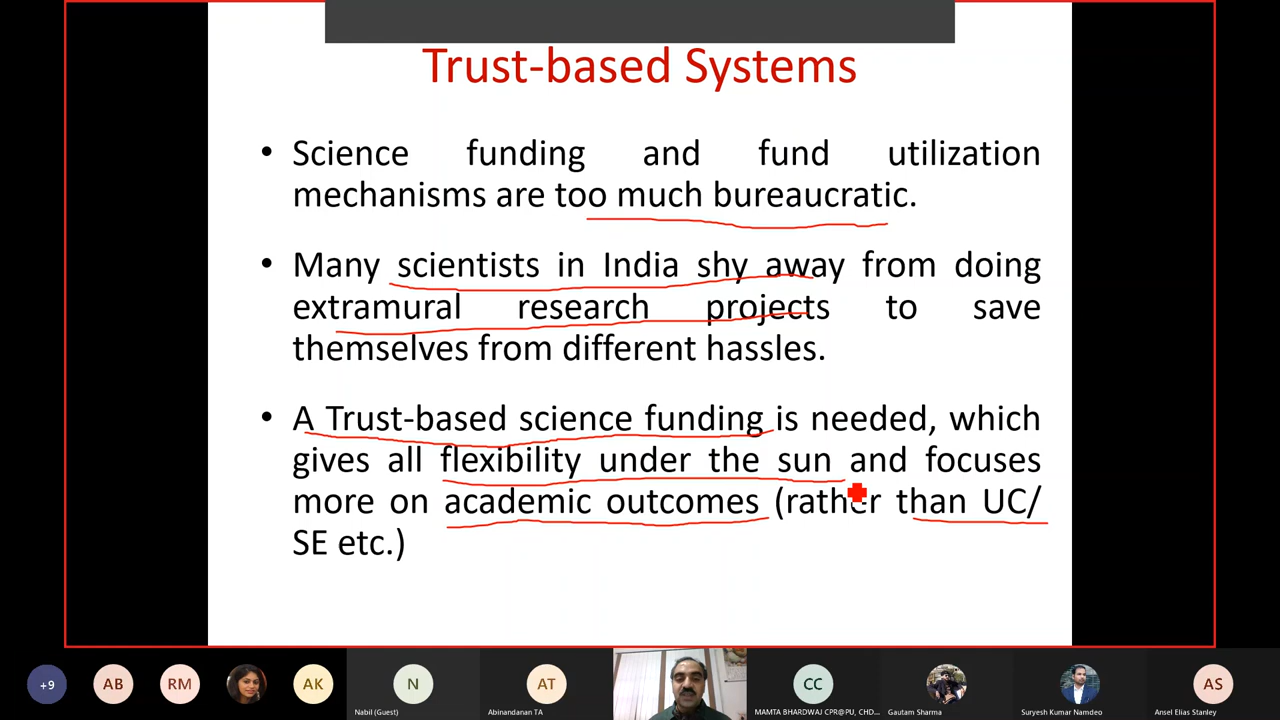 Trust-based Systems
• Science funding and fund utilization
mechanisms are too much bureaucratic.
• Many scientists in India shy away from doing
extramural research projects to save
themselves from different hassles.
• A Trust-based science funding is needed, which
gives all flexibility under the sun and focuses
more on academic outcomes (rather than UC/
SE etc.)
+9
AB
RM
AK
N
Nabil (Guest)
AT
Abinandanan TA
CC
MAMTA BHARDWAJ CPR@PU, CHD...
Gautam Sharma
Suryesh Kumar Namdeo
AS
Ansel Elias Stanley